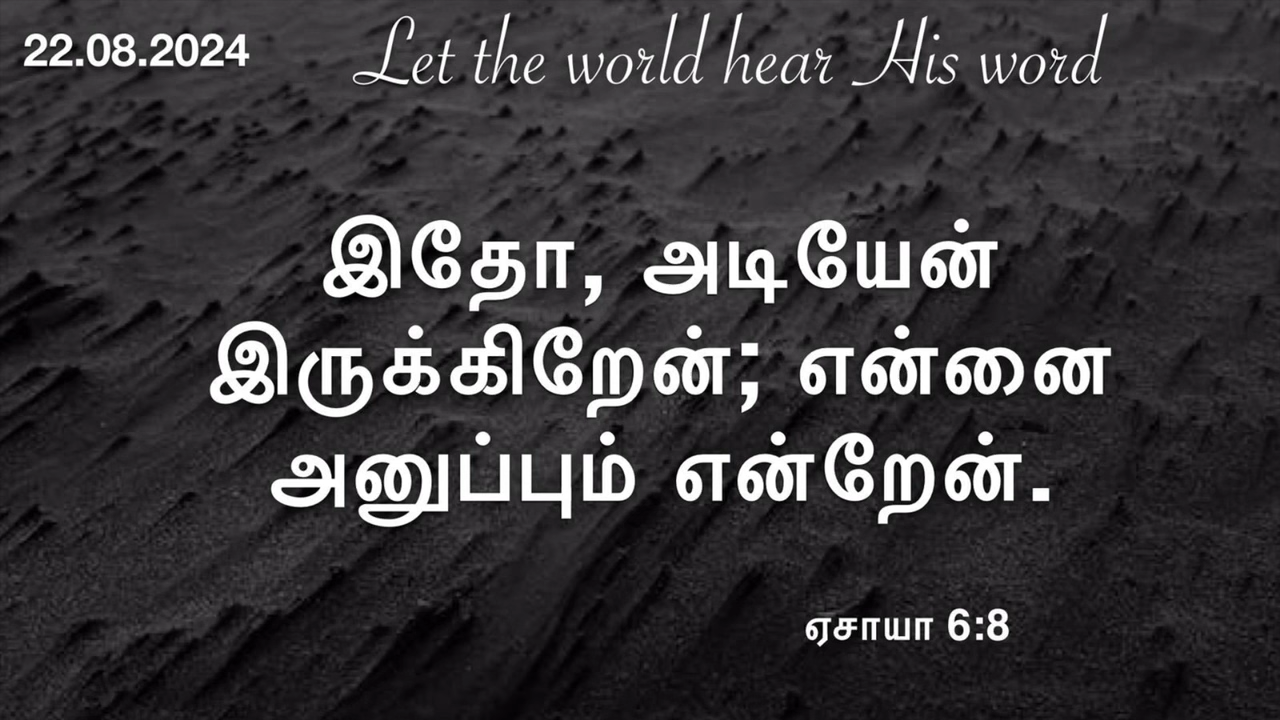 22.08.2024
Let the world hear His word
இதோ, அடியேன்
இருக்கிறேன்; என்னை
அனுப்பும் என்றேன்.
ஏசாயா 6:8